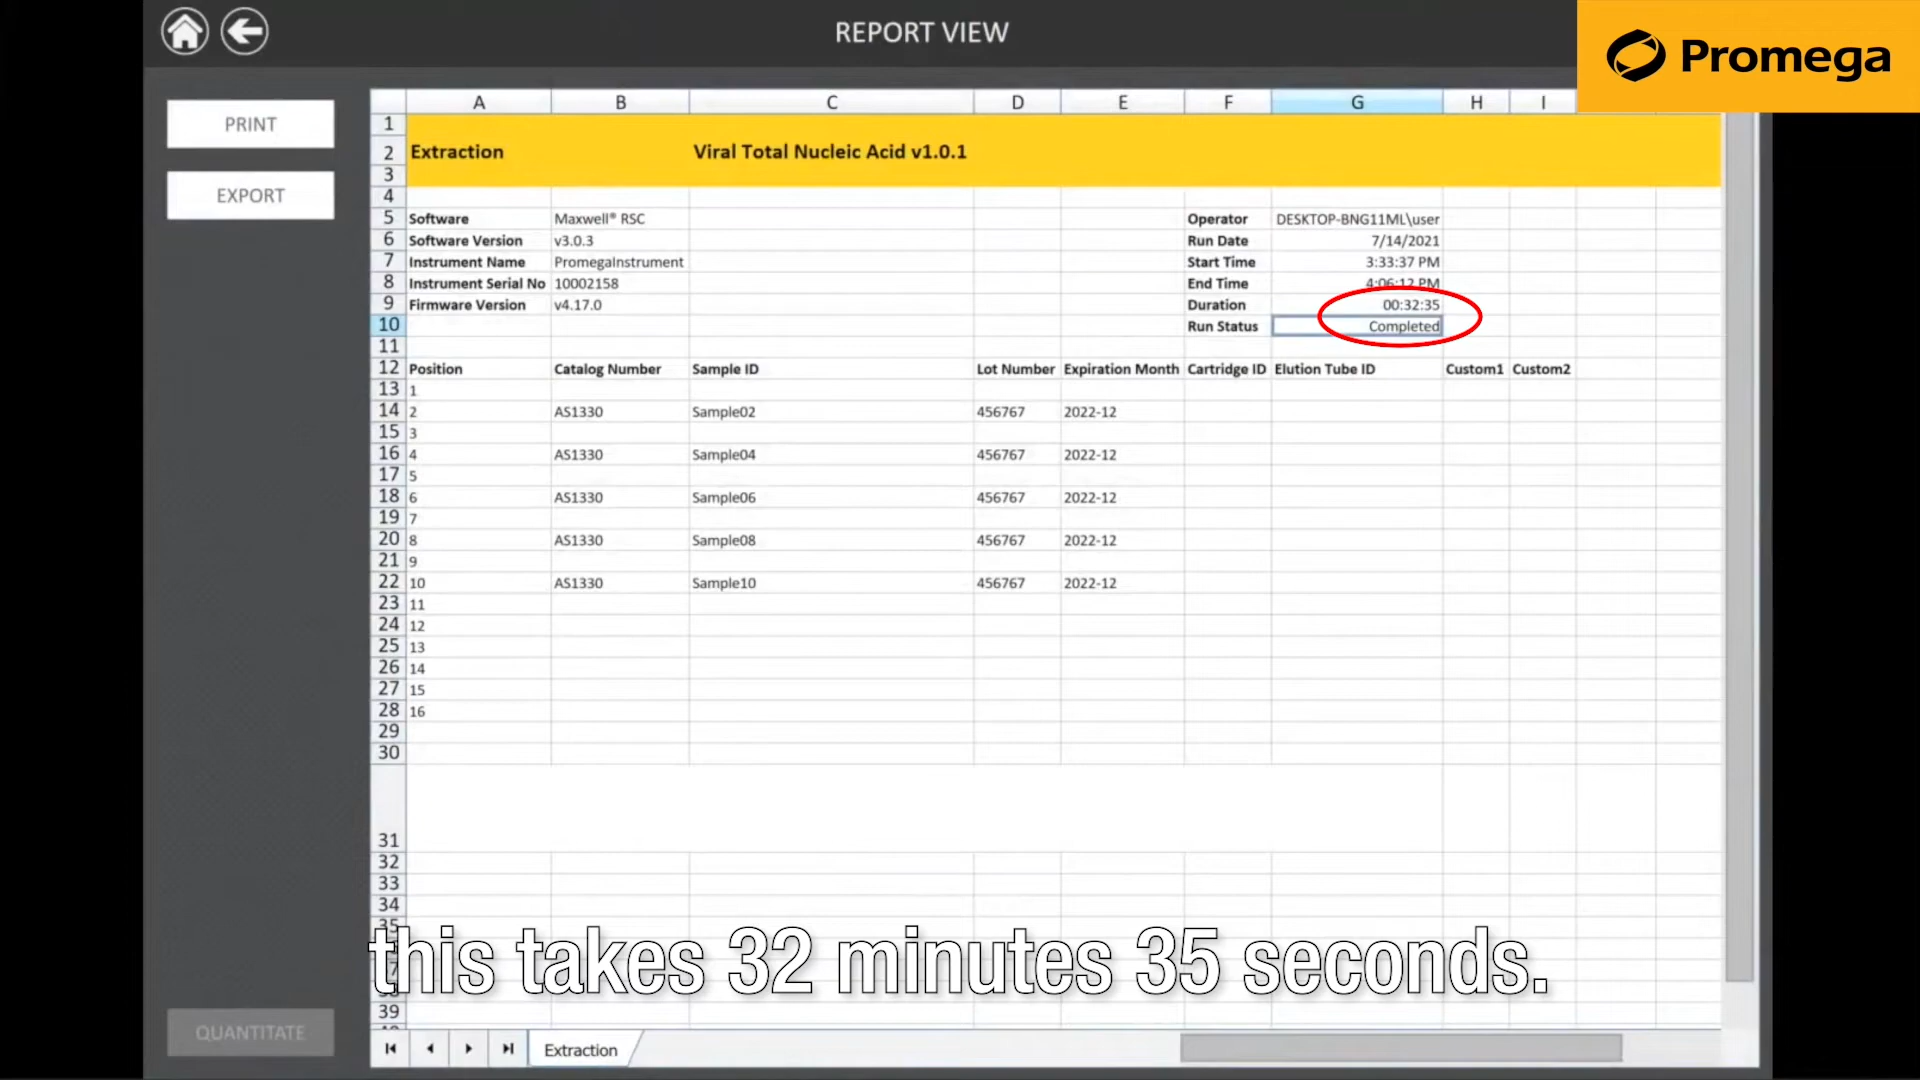 REPORT VIEW
Promega
PRINT
EXPORT
A B C D E F G H I
1
2 Extraction Viral Total Nucleic Acid v1.0.1
3
4
5 Software Maxwell® RSC Operator DESKTOP-BNG11ML\user
6 Software Version v3.0.3 Run Date 7/14/2021
7 Instrument Name PromegaInstrument Start Time 3:33:37 PM
8 Instrument Serial No 10002158 End Time 4:06:12 PM
9 Firmware Version v4.17.0 Duration 00:32:35
10 Run Status Completed
11
12 Position Catalog Number Sample ID Lot Number Expiration Month Cartridge ID Elution Tube ID Custom1 Custom2
13 1
14 2 AS1330 Sample02 456767 2022-12
15 3
16 4 AS1330 Sample04 456767 2022-12
17 5
18 6 AS1330 Sample06 456767 2022-12
19 7
20 8 AS1330 Sample08 456767 2022-12
21 9
22 10 AS1330 Sample10 456767 2022-12
23 11
24 12
25 13
26 14
27 15
28 16
29
30
31
32
33
34
35
this takes 32 minutes 35 seconds.
39
QUANTITATE
Extraction